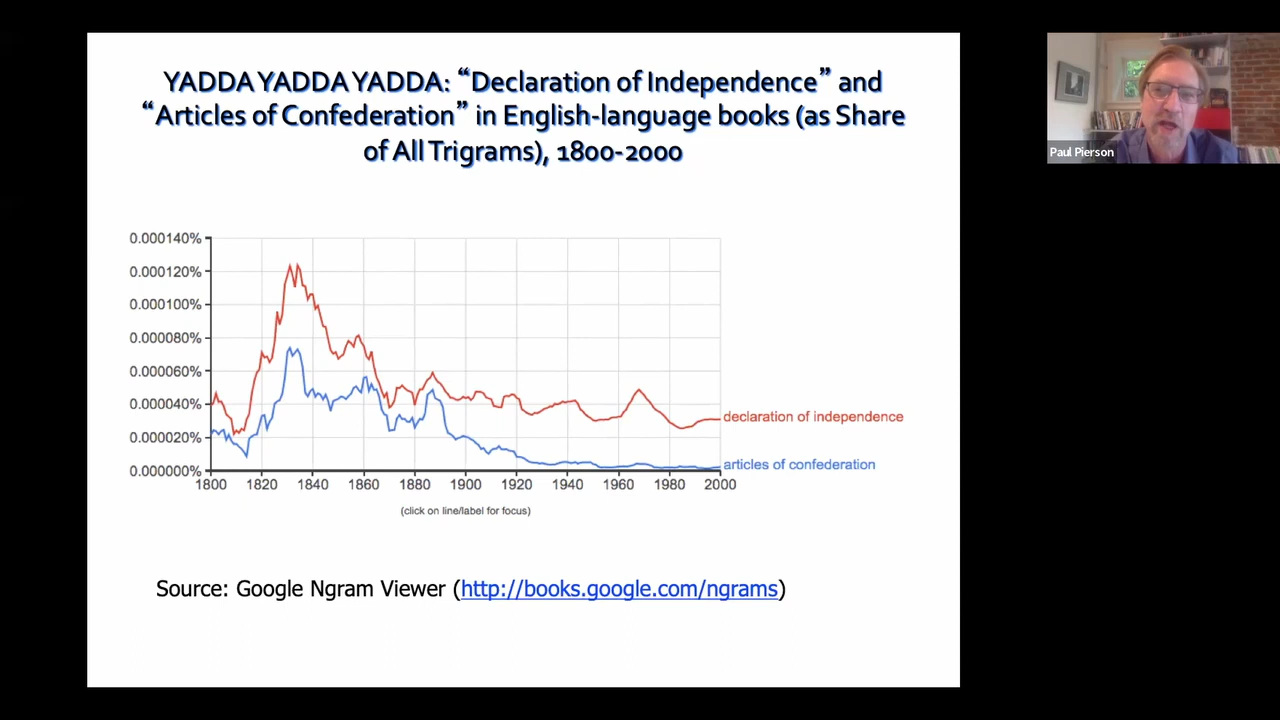 YADDA YADDA YADDA: “Declaration of Independence” and
“Articles of Confederation” in English-language books (as Share
of All Trigrams), 1800-2000
Paul Pierson
0.000140%
0.000120%
0.000100%
0.000080%
0.000060%
0.000040%
0.000020%
0.000000%
declaration of independence
articles of confederation
1800 1820 1840 1860 1880 1900 1920 1940 1960 1980 2000
(click on line/label for focus)
Source: Google Ngram Viewer (http://books.google.com/ngrams)